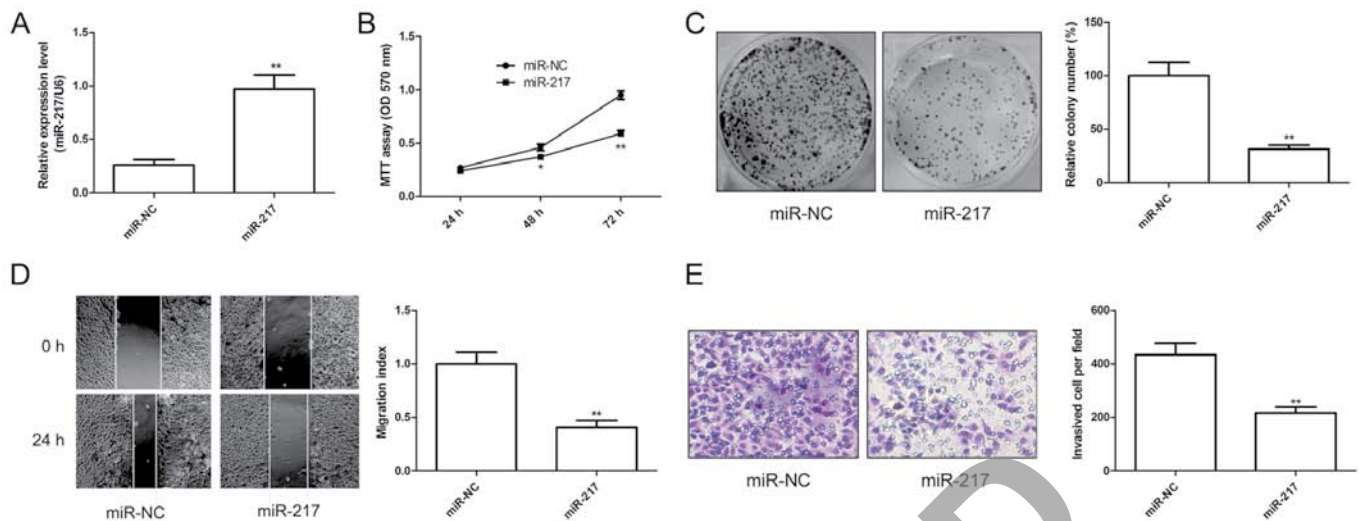 A
Relative expression level
(miR-217/U6)
1.5
1.0
0.5
0.0
**
miR-NC
miR-217
B
MTT assay (OD 570 nm)
1.5
1.0
0.5
0.0
miR-NC
miR-217
*
**
24 h
48 h
72 h
C
miR-NC
miR-217
Relative colony number (%)
150
100
50
0
**
miR-NC
miR-217
D
0 h
24 h
miR-NC
miR-217
Migration index
1.5
1.0
0.5
0.0
**
miR-NC
miR-217
E
miR-NC
miR-217
Invasived cell per field
600
400
200
0
**
miR-NC
miR-217